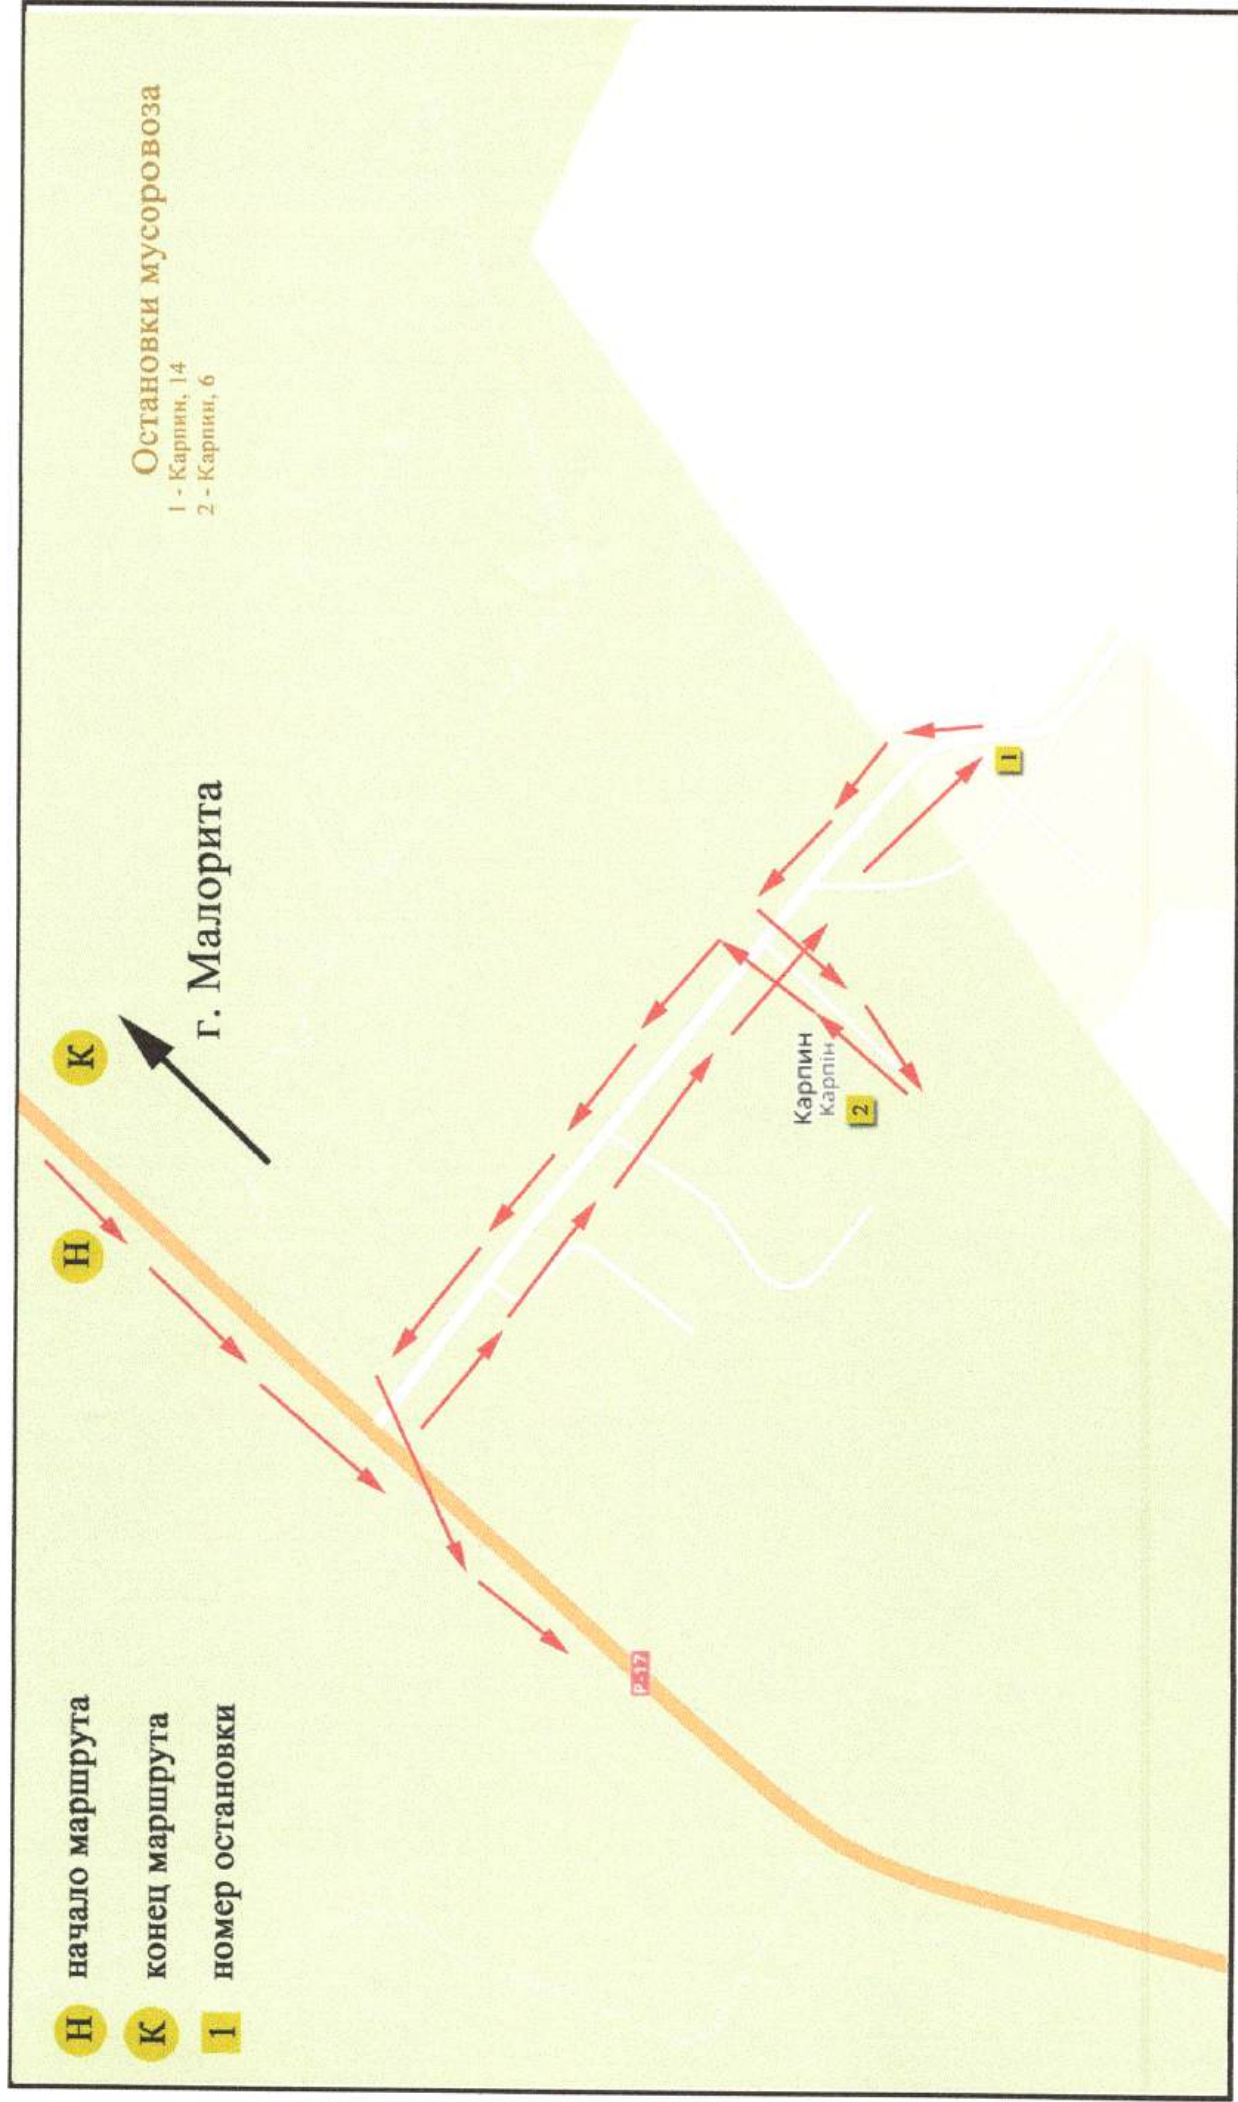 Н начало маршрута
К конец маршрута
1 номер остановки
Остановки мусоровоза
1 - Карпин, 14
2 - Карпин, 6
Н
К
г. Малорита
Р-17
Карпин
Карпін
2
1